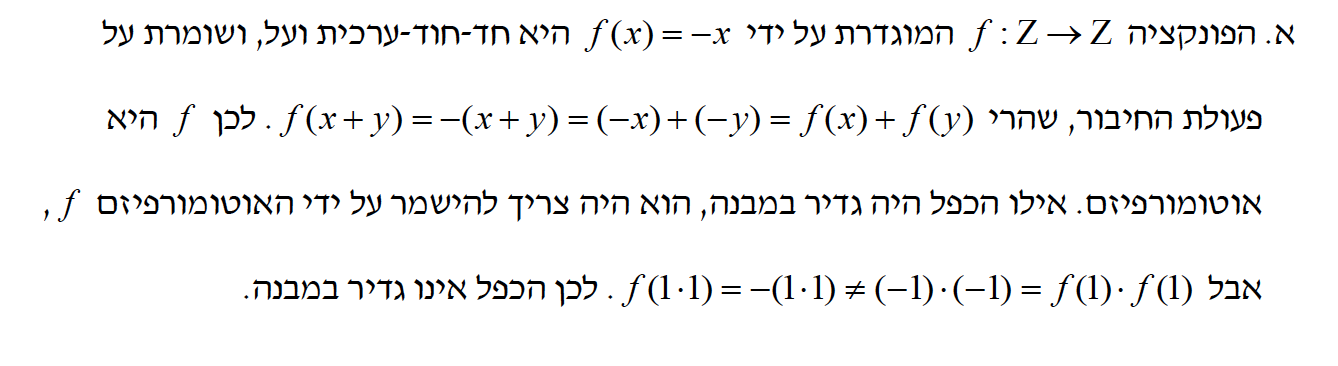 א. הפונקציה f : Z → Z המוגדרת על ידי f(x) = −x היא חד-חוד-ערכית ועל, ושומרת על
פעולת החיבור, שהרי f(x + y) = −(x + y) = (−x) + (−y) = f(x) + f(y) . לכן f היא
אוטומורפיזם. אילו הכפל היה גדיר במבנה, הוא היה צריך להישמר על ידי האוטומורפיזם f ,
אבל f(1·1) = −(1·1) ≠ (−1)·(−1) = f(1)· f(1) . לכן הכפל אינו גדיר במבנה.